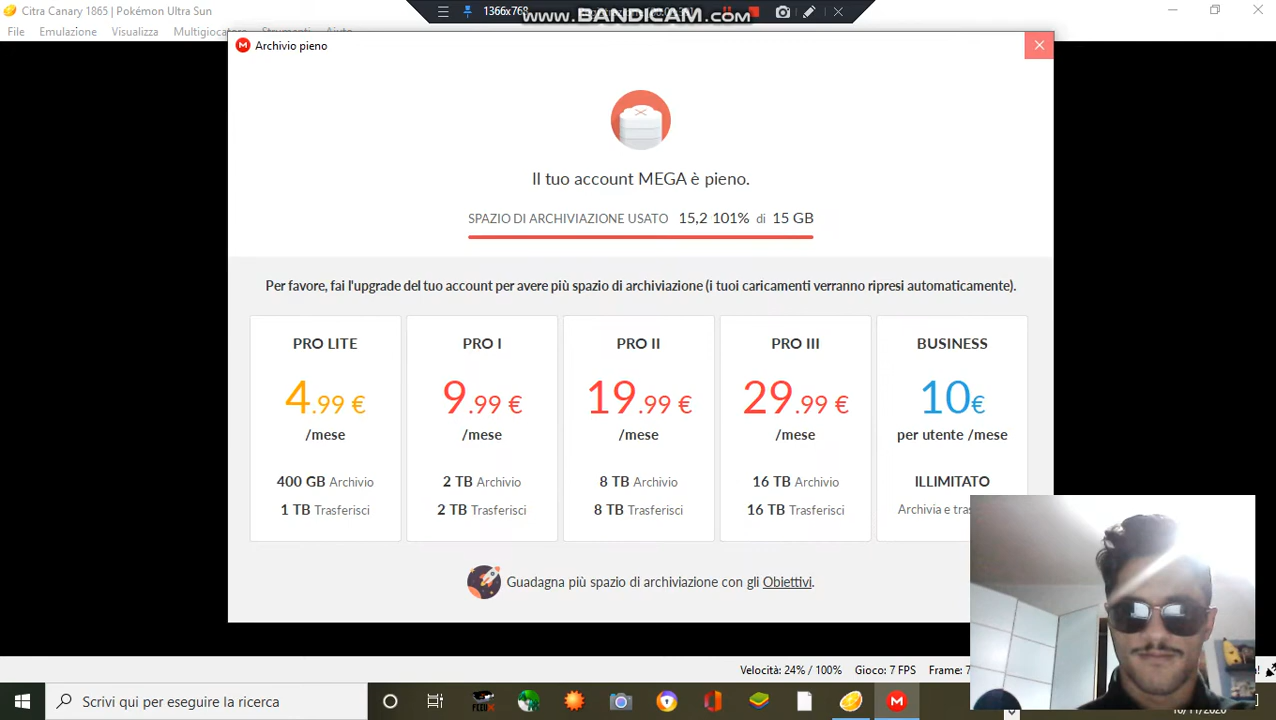 Citra Canary 1865 | Pokémon Ultra Sun
1366x768
www.BANDICAM.com
File Emulazione Visualizza Multigiocatore Strumenti Aiuto
M Archivio pieno
Il tuo account MEGA è pieno.
SPAZIO DI ARCHIVIAZIONE USATO 15,2 101% di 15 GB
Per favore, fai l'upgrade del tuo account per avere più spazio di archiviazione (i tuoi caricamenti verranno ripresi automaticamente).
PRO LITE
4.99 €
/mese
400 GB Archivio
1 TB Trasferisci
PRO I
9.99 €
/mese
2 TB Archivio
2 TB Trasferisci
PRO II
19.99 €
/mese
8 TB Archivio
8 TB Trasferisci
PRO III
29.99 €
/mese
16 TB Archivio
16 TB Trasferisci
BUSINESS
10€
per utente /mese
ILLIMITATO
Archivia e tras
Guadagna più spazio di archiviazione con gli Obiettivi.
Velocità: 24% / 100% Gioco: 7 FPS Frame: 7
Scrivi qui per eseguire la ricerca